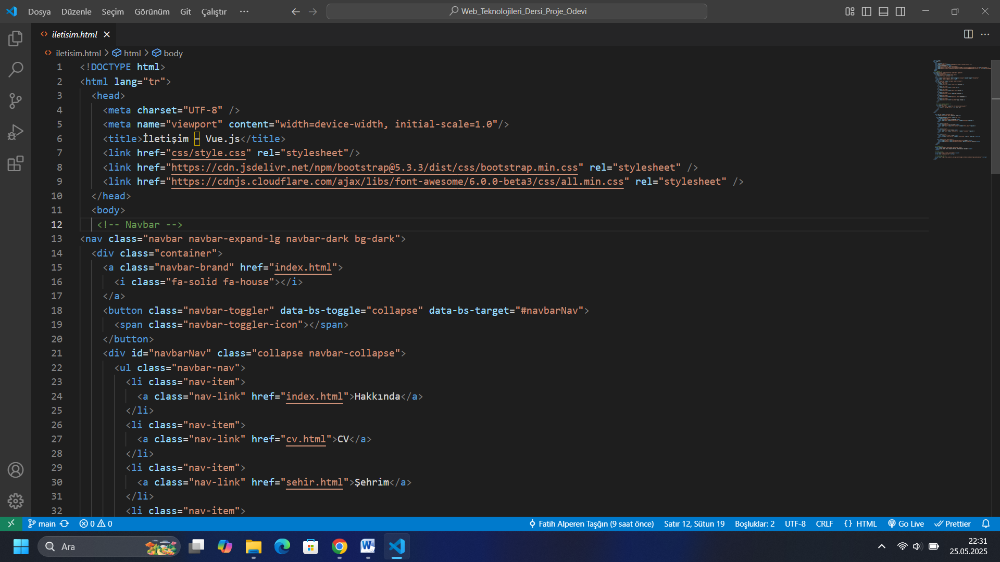 Dosya Düzenle Seçim Görünüm Git Çalıştır ··· Web_Teknolojileri_Dersi_Proje_Odevi
iletisim.html
iletisim.html > html > body
1 <!DOCTYPE html>
2 <html lang="tr">
3 <head>
4 <meta charset="UTF-8" />
5 <meta name="viewport" content="width=device-width, initial-scale=1.0"/>
6 <title>İletişim – Vue.js</title>
7 <link href="css/style.css" rel="stylesheet"/>
8 <link href="https://cdn.jsdelivr.net/npm/bootstrap@5.3.3/dist/css/bootstrap.min.css" rel="stylesheet" />
9 <link href="https://cdnjs.cloudflare.com/ajax/libs/font-awesome/6.0.0-beta3/css/all.min.css" rel="stylesheet" />
10 </head>
11 <body>
12 <!-- Navbar -->
13 <nav class="navbar navbar-expand-lg navbar-dark bg-dark">
14 <div class="container">
15 <a class="navbar-brand" href="index.html">
16 <i class="fa-solid fa-house"></i>
17 </a>
18 <button class="navbar-toggler" data-bs-toggle="collapse" data-bs-target="#navbarNav">
19 <span class="navbar-toggler-icon"></span>
20 </button>
21 <div id="navbarNav" class="collapse navbar-collapse">
22 <ul class="navbar-nav">
23 <li class="nav-item">
24 <a class="nav-link" href="index.html">Hakkında</a>
25 </li>
26 <li class="nav-item">
27 <a class="nav-link" href="cv.html">CV</a>
28 </li>
29 <li class="nav-item">
30 <a class="nav-link" href="sehir.html">Şehrim</a>
31 </li>
32 <li class="nav-item">
main 0 0 Fatih Alperen Taşğın (9 saat önce) Satır 12, Sütun 19 Boşluklar: 2 UTF-8 CRLF {} HTML Go Live Prettier
Ara
22:31
25.05.2025